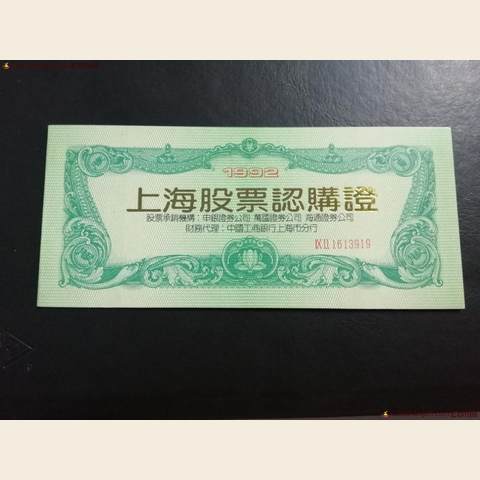 1992
上海股票認購證
股票承銷機構：申銀證券公司 萬國證券公司 海通證券公司
財務代理：中國工商銀行上海市分行
1613919